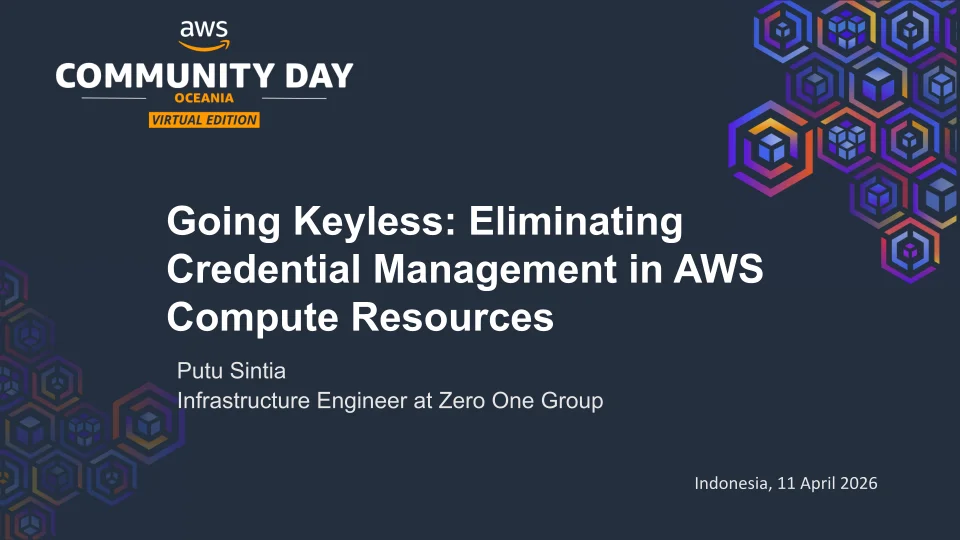 aws
COMMUNITY DAY
OCEANIA
VIRTUAL EDITION
Going Keyless: Eliminating
Credential Management in AWS
Compute Resources
Putu Sintia
Infrastructure Engineer at Zero One Group
Indonesia, 11 April 2026